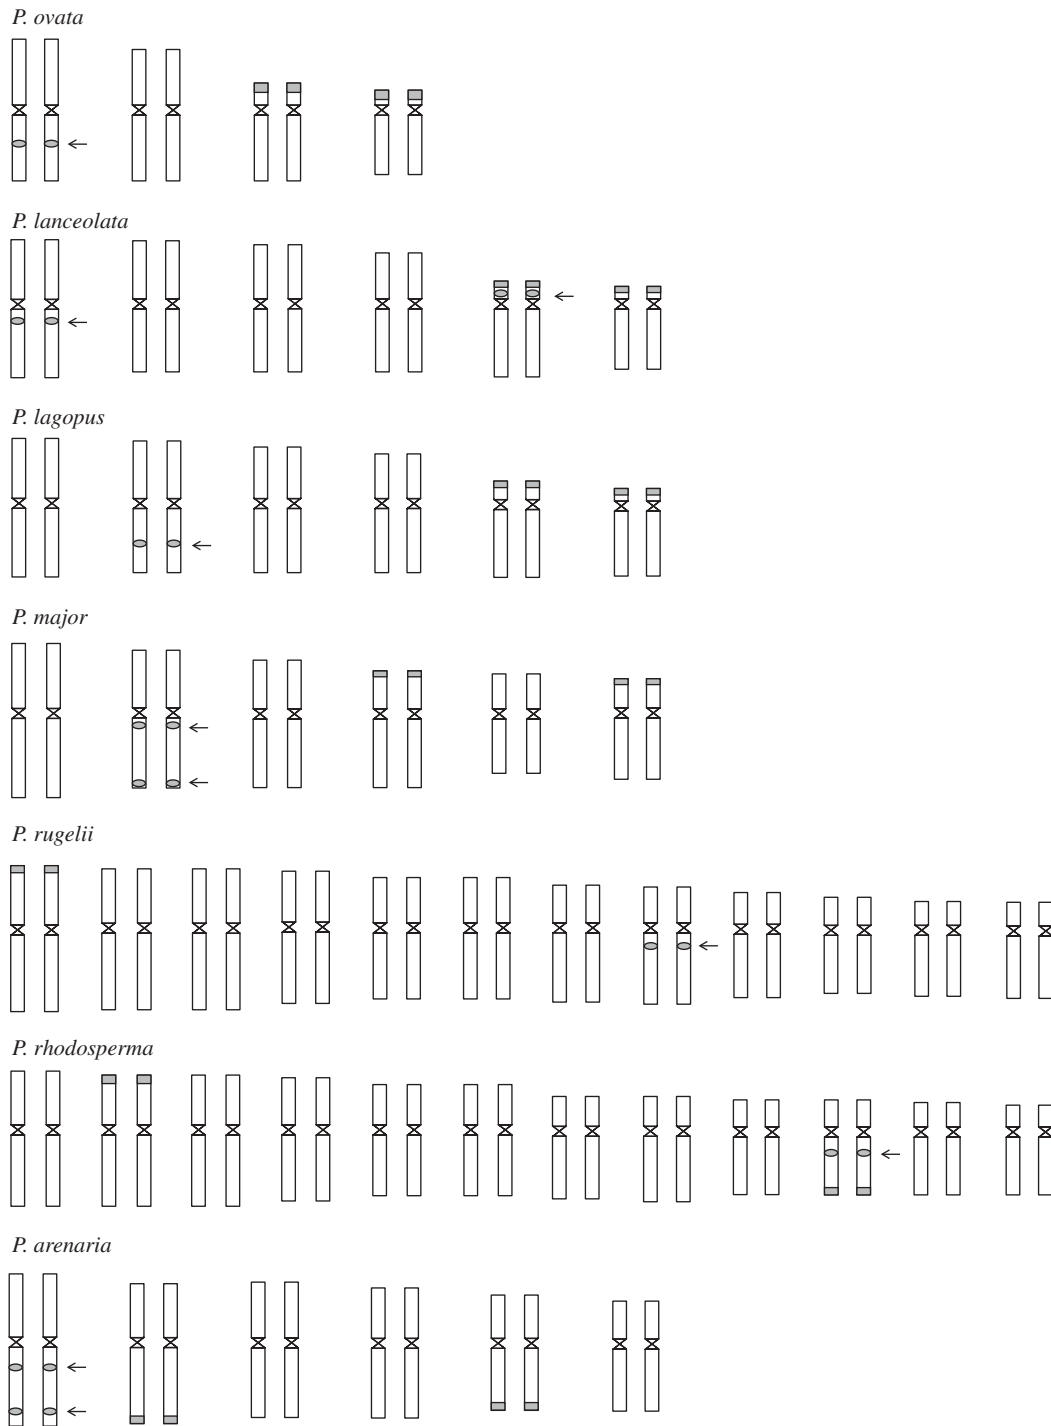 P. ovata
P. lanceolata
P. lagopus
P. major
P. rugelii
P. rhodosperma
P. arenaria